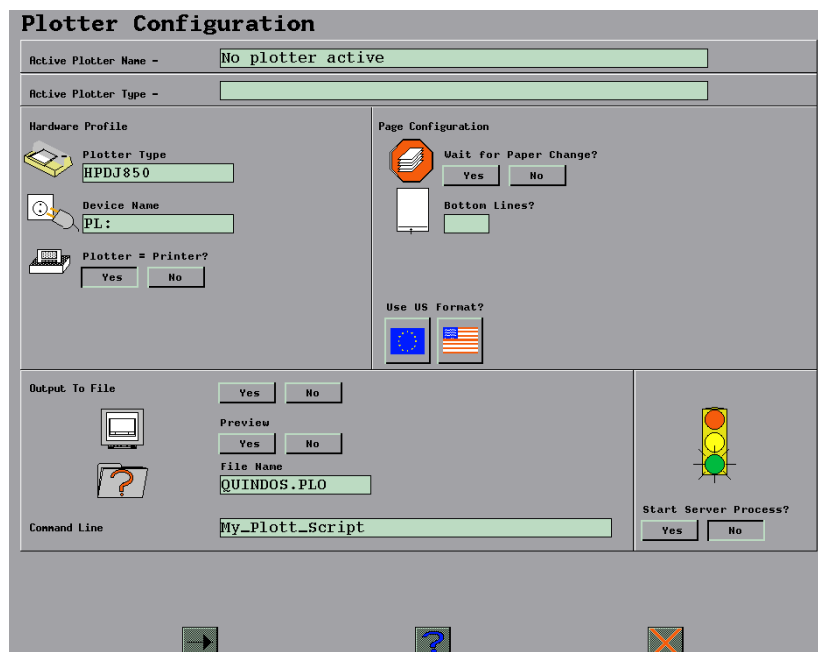 Plotter Configuration
Active Plotter Name –
No plotter active
Active Plotter Type –
Hardware Profile
Plotter Type
HPDJ850
Device Name
PL:
Plotter = Printer?
Yes No
Page Configuration
Wait for Paper Change?
Yes No
Bottom Lines?
Use US Format?
Output To File
Yes No
Preview
Yes No
File Name
QUINDOS.PLO
Command Line
My_Plott_Script
Start Server Process?
Yes No